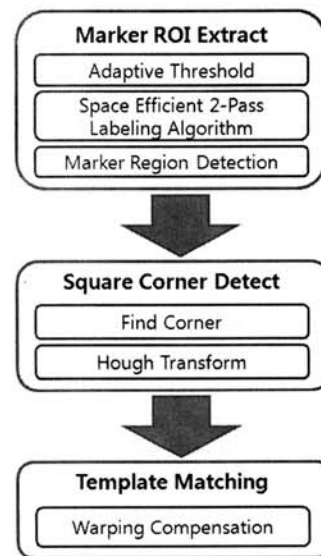 Marker ROI Extract
Adaptive Threshold
Space Efficient 2-Pass
Labeling Algorithm
Marker Region Detection
Square Corner Detect
Find Corner
Hough Transform
Template Matching
Warping Compensation